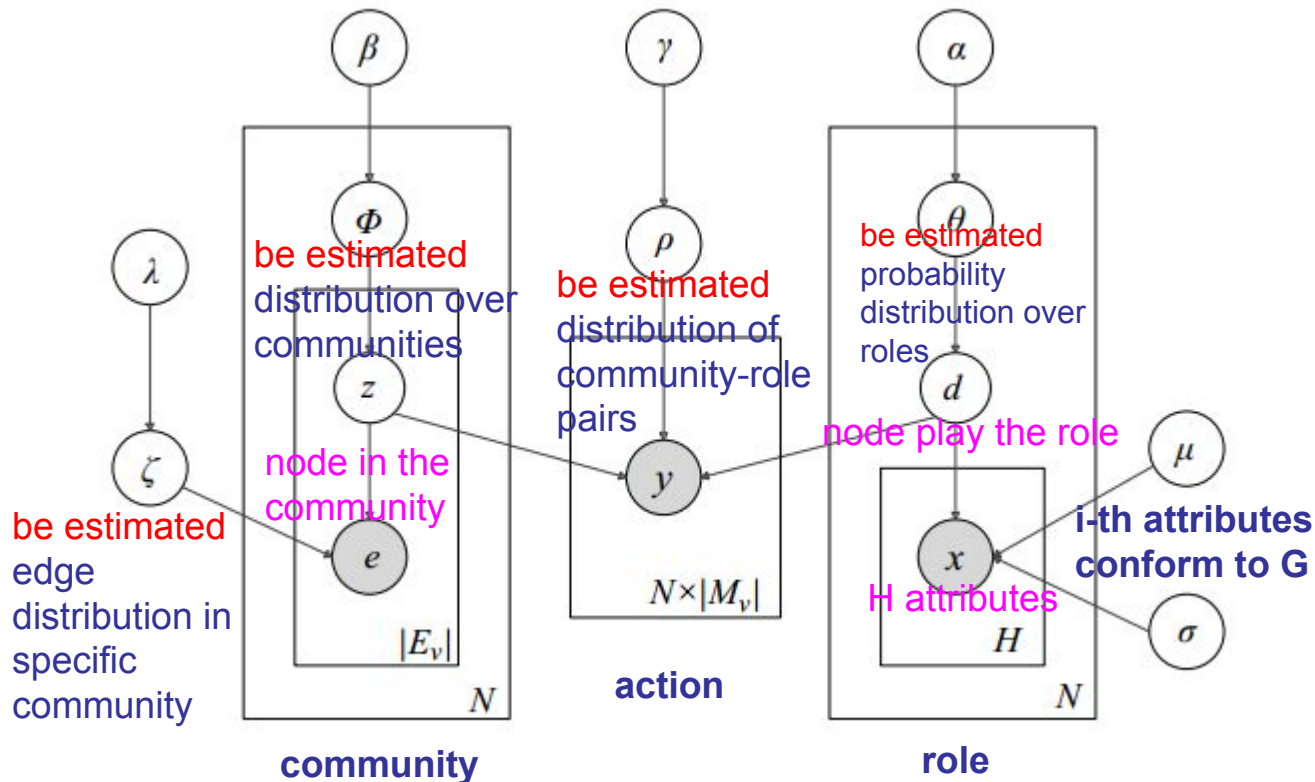 β
γ
α
Φ
ρ
θ
λ
be estimated
distribution over
communities
be estimated
distribution of
community-role
pairs
be estimated
probability
distribution over
roles
z
d
node play the role
ζ
node in the
community
y
μ
be estimated
edge
distribution in
specific
community
e
x
i-th attributes
conform to G
H attributes
N×|M_v|
σ
|E_v|
H
N
action
N
community
role